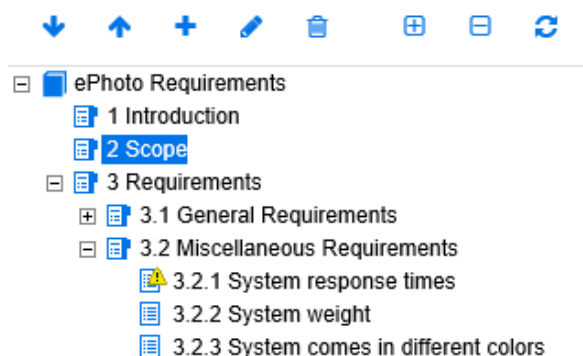 ePhoto Requirements
1 Introduction
2 Scope
3 Requirements
3.1 General Requirements
3.2 Miscellaneous Requirements
3.2.1 System response times
3.2.2 System weight
3.2.3 System comes in different colors